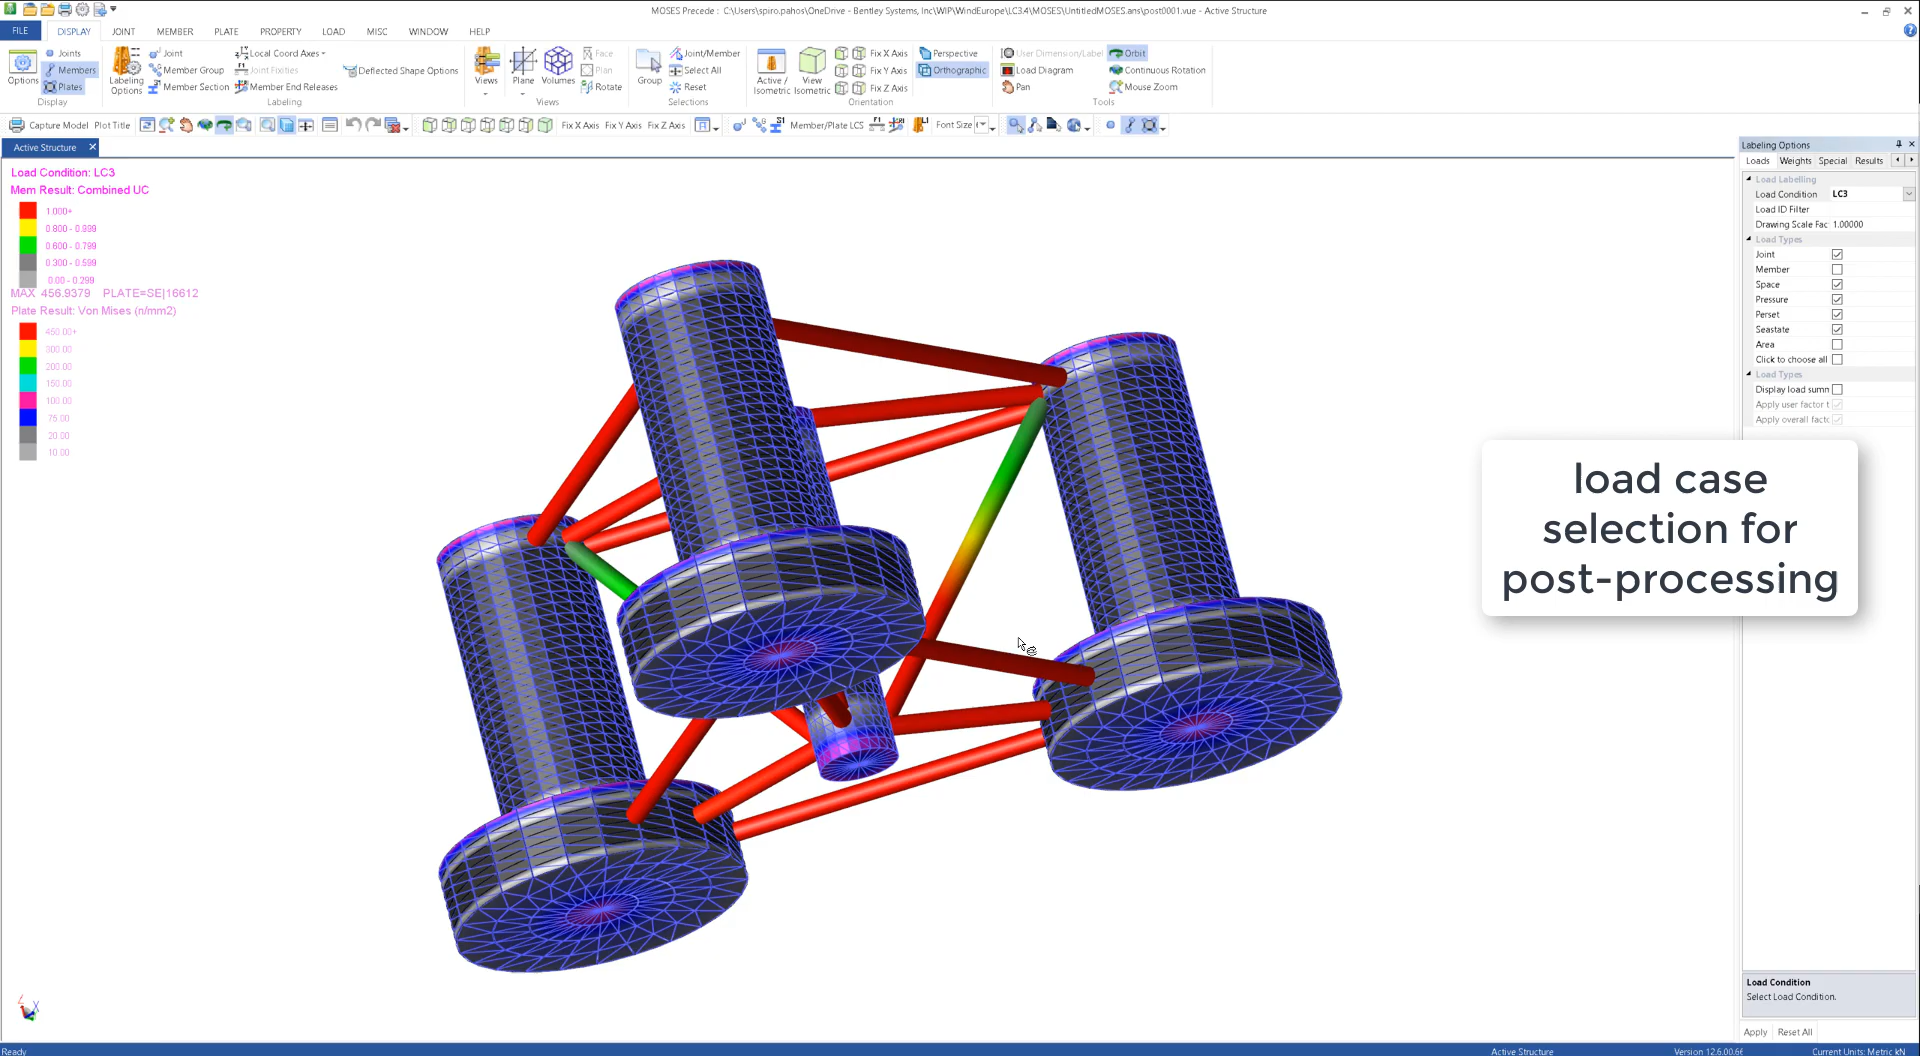 MOSES Precede : C:\Users\spiro.pahos\OneDrive - Bentley Systems, Inc\WIP\WindEurope\LC3.4\MOSES\UntitledMOSES.ans\post0001.vue - Active Structure
FILE DISPLAY JOINT MEMBER PLATE PROPERTY LOAD MISC WINDOW HELP
Options
Joints
Members
Plates
Display
Labeling Options
Joint
Member Group
Member Section
Local Coord Axes
Joint Fixities
Member End Releases
Deflected Shape Options
Labeling
Views
Plane
Volumes
Face
Plan
Rotate
Views
Group
Joint/Member
Select All
Reset
Selections
Active / Isometric
View Isometric
Fix X Axis
Fix Y Axis
Fix Z Axis
Perspective
Orthographic
Orientation
User Dimension/Label
Load Diagram
Pan
Orbit
Continuous Rotation
Mouse Zoom
Tools
Capture Model Plot Title Fix X Axis Fix Y Axis Fix Z Axis Member/Plate LCS Font Size
Active Structure
Load Condition: LC3
Mem Result: Combined UC
1.000+
0.800 - 0.999
0.600 - 0.799
0.300 - 0.599
0.00 - 0.299
MAX 456.9379 PLATE=SE|16612
Plate Result: Von Mises (n/mm2)
450.00+
300.00
200.00
150.00
100.00
75.00
20.00
10.00
Labeling Options
Loads Weights Special Results
Load Labelling
Load Condition LC3
Load ID Filter
Drawing Scale Fac 1.00000
Load Types
Joint
Member
Space
Pressure
Perset
Seastate
Area
Click to choose all
Load Types
Display load summ
Apply user factor t
Apply overall factc
load case
selection for
post-processing
Load Condition
Select Load Condition.
Apply Reset All
Ready Active Structure Version 12.6.00.66 Current Units: Metric kN